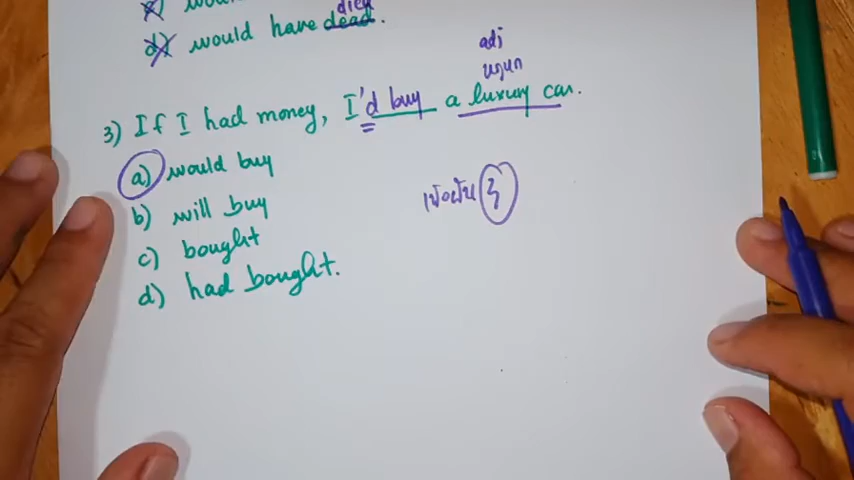 died
d) would have dead.
adj
3) If I had money, I'd buy a luxury car.
a) would buy
b) will buy
c) bought
d) had bought.